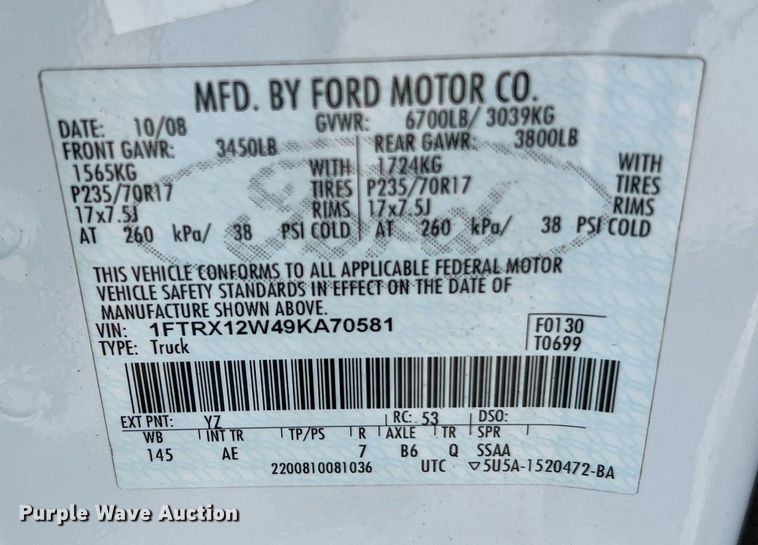 MFD. BY FORD MOTOR CO.
DATE: 10/08 GVWR: 6700LB/ 3039KG
FRONT GAWR: 3450LB REAR GAWR: 3800LB
1565KG WITH 1724KG WITH
P235/70R17 TIRES P235/70R17 TIRES
17x7.5J RIMS 17x7.5J RIMS
AT 260 kPa/ 38 PSI COLD AT 260 kPa/ 38 PSI COLD
Ford
THIS VEHICLE CONFORMS TO ALL APPLICABLE FEDERAL MOTOR
VEHICLE SAFETY STANDARDS IN EFFECT ON THE DATE OF
MANUFACTURE SHOWN ABOVE.
VIN: 1FTRX12W49KA70581 F0130
TYPE: Truck T0699
EXT PNT: YZ RC: 53 DSO:
WB INT TR TP/PS R AXLE TR SPR
145 AE 7 B6 Q SSAA
2200810081036 UTC ▽5U5A-1520472-BA
Purple Wave Auction